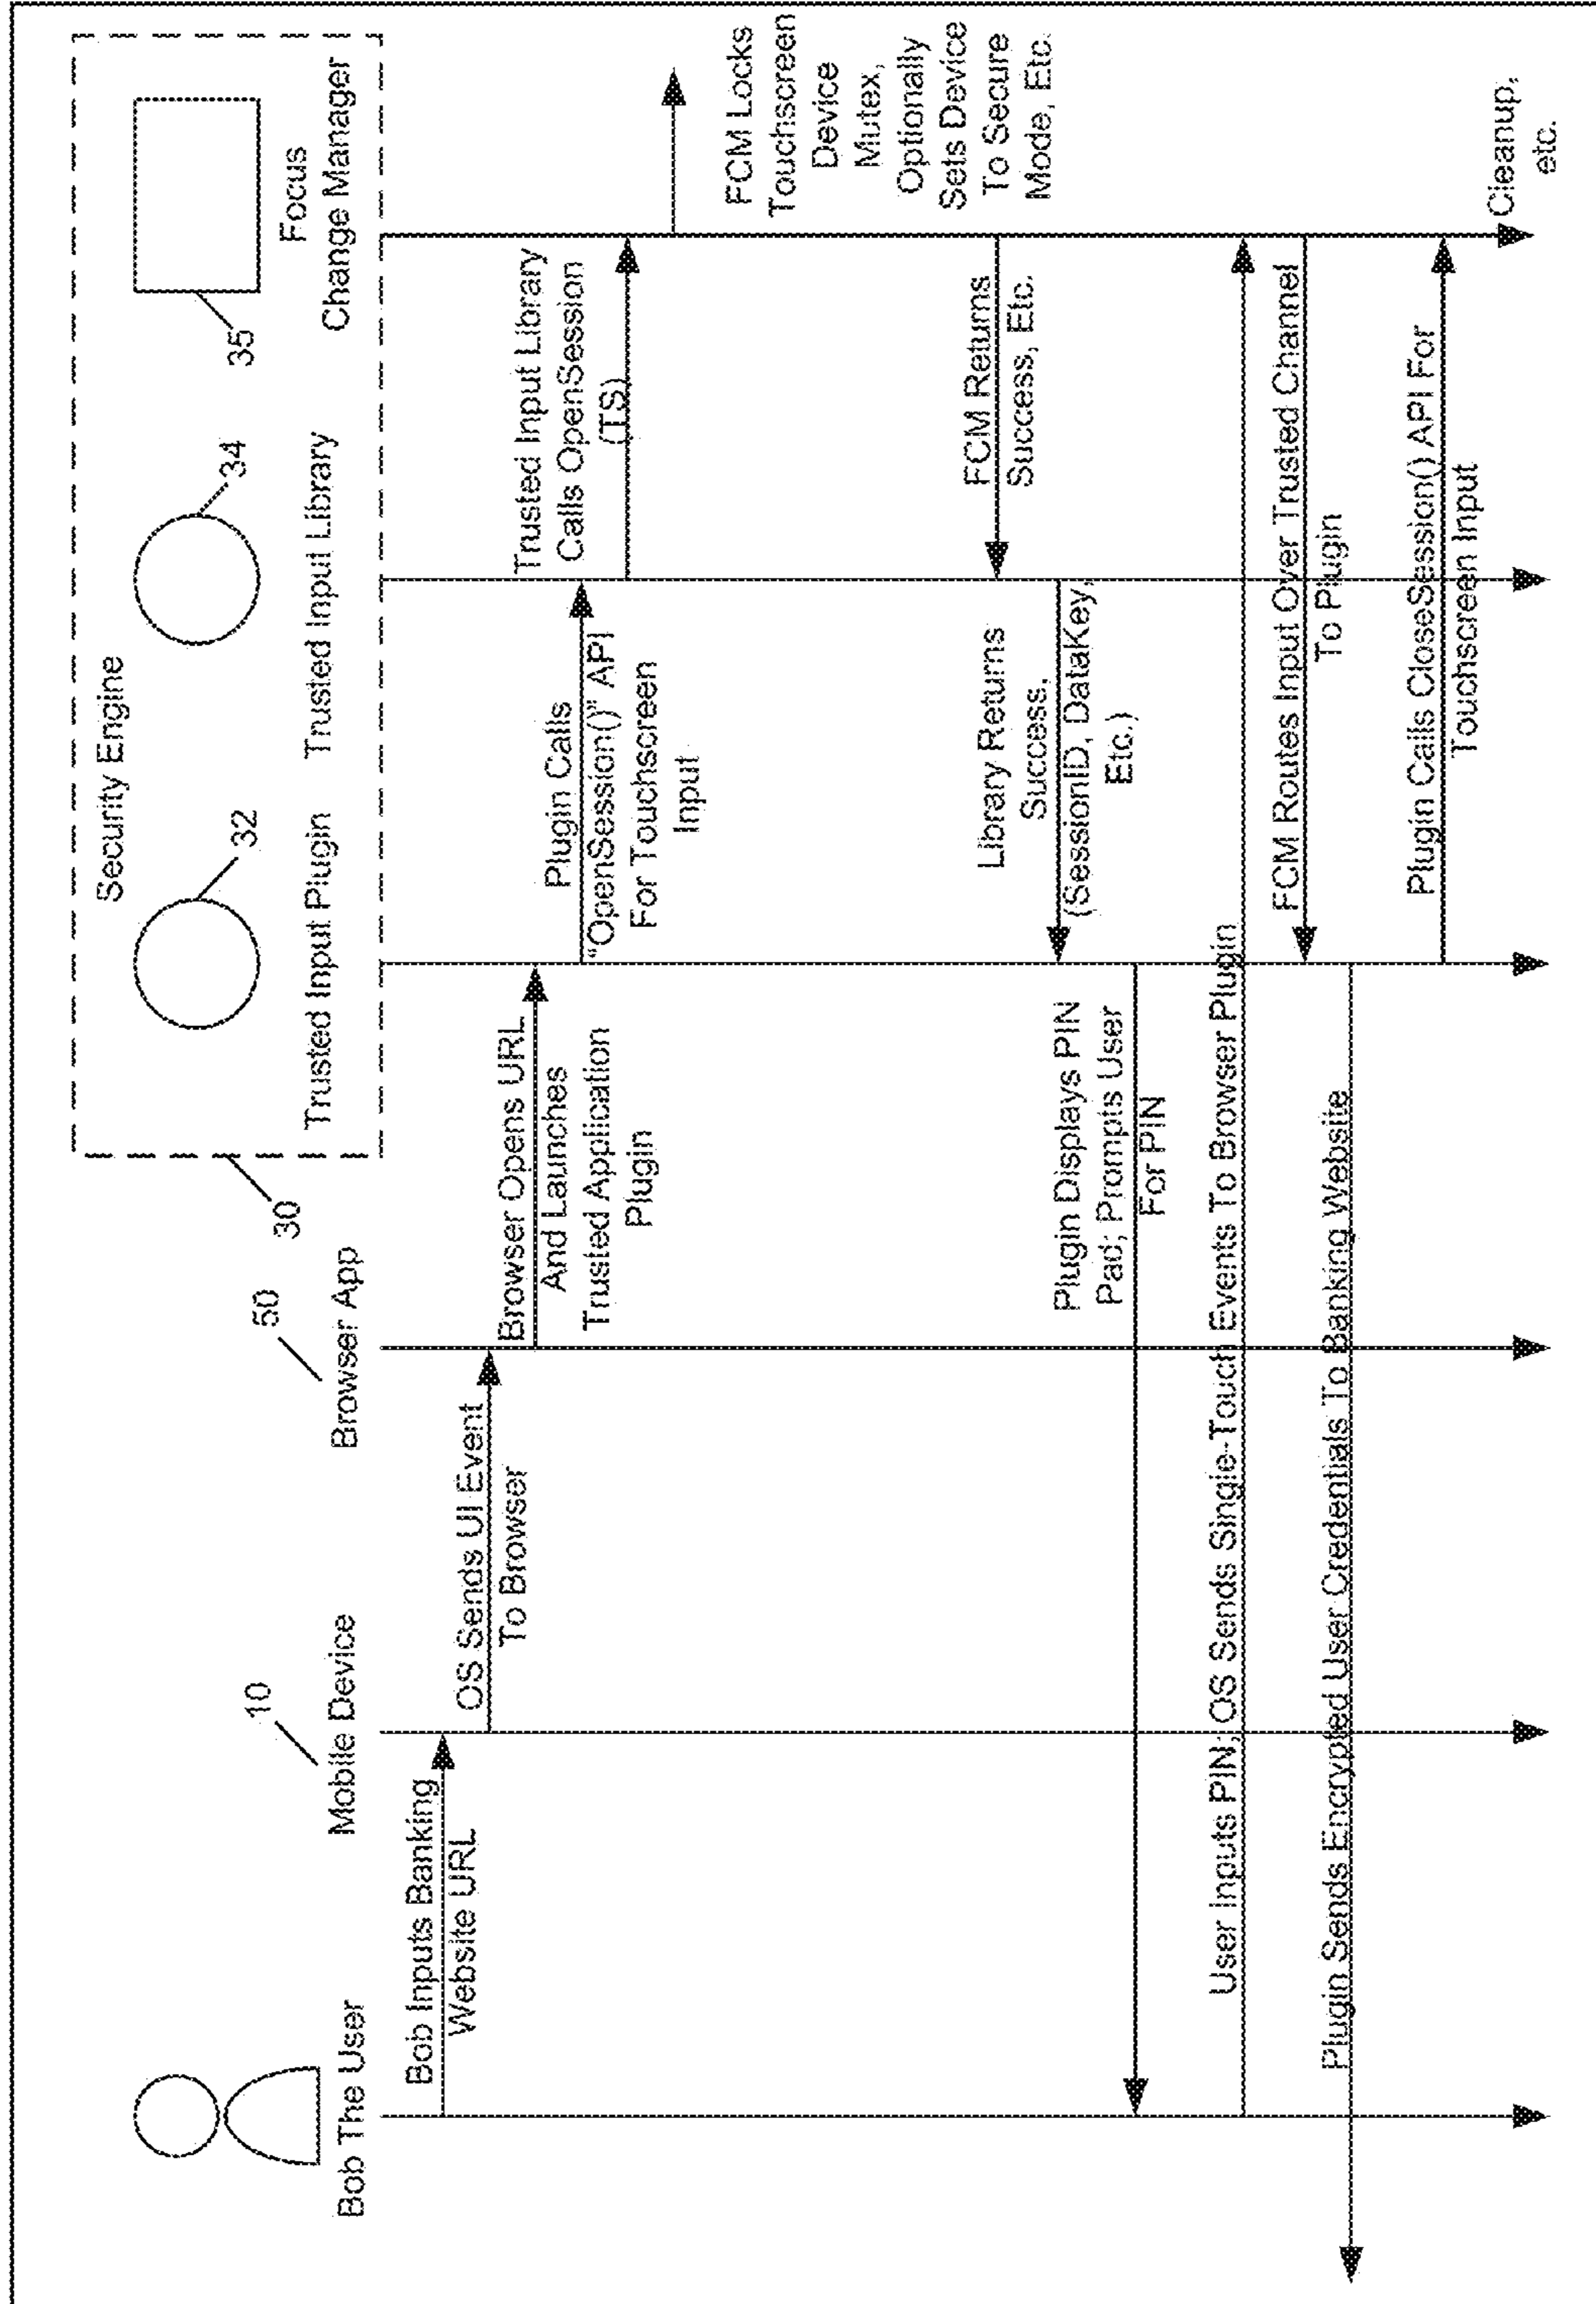 Security Engine
32
34
35
Trusted Input Plugin
Trusted Input Library
Focus
Change Manager
30
50
Browser App
10
Mobile Device
Bob The User
Bob Inputs Banking
Website URL
OS Sends UI Event
To Browser
Browser Opens URL
And Launches
Trusted Application
Plugin
Plugin Calls
"OpenSession()" API
For Touchscreen
Input
Trusted Input Library
Calls OpenSession
(TS)
FCM Locks
Touchscreen
Device
Mutex,
Optionally
Sets Device
To Secure
Mode, Etc.
FCM Returns
Success, Etc.
Library Returns
Success,
(SessionID, DataKey,
Etc.)
Plugin Displays PIN
Pad; Prompts User
For PIN
User Inputs PIN; OS Sends Single-Touch Events To Browser Plugin
FCM Routes Input Over Trusted Channel
To Plugin
Plugin Sends Encrypted User Credentials To Banking Website
Plugin Calls CloseSession() API For
Touchscreen Input
Cleanup,
etc.